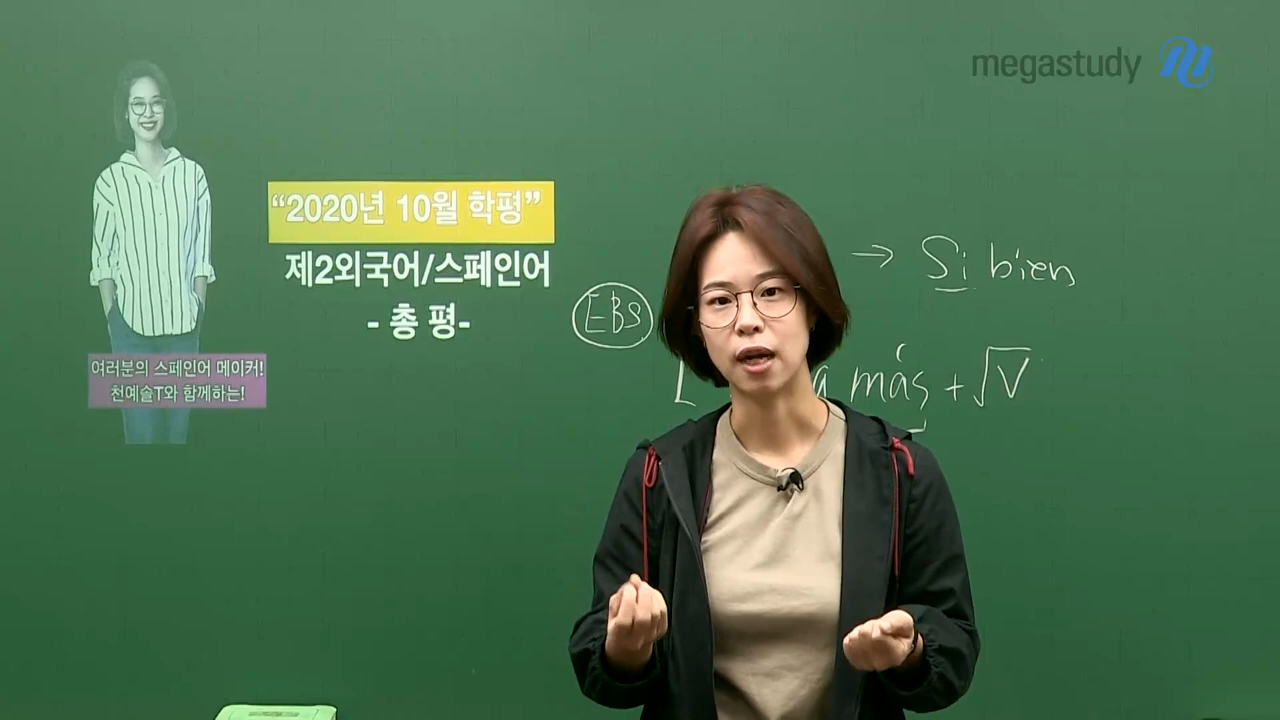 megastudy
“2020년 10월 학평”
제2외국어/스페인어
- 총 평-
여러분의 스페인어 메이커!
천예솔T와 함께하는!
→ Si bien
EBS
más + √V